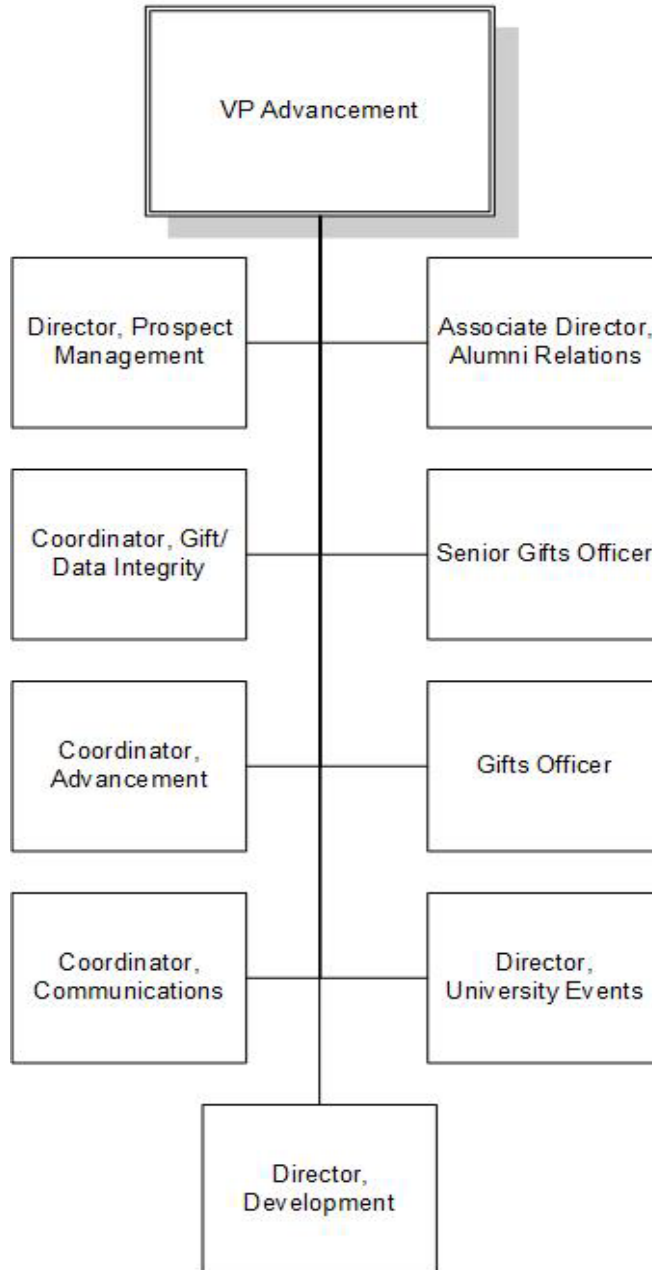 VP Advancement
Director, Prospect
Management
Associate Director,
Alumni Relations
Coordinator, Gift/
Data Integrity
Senior Gifts Officer
Coordinator,
Advancement
Gifts Officer
Coordinator,
Communications
Director,
University Events
Director,
Development